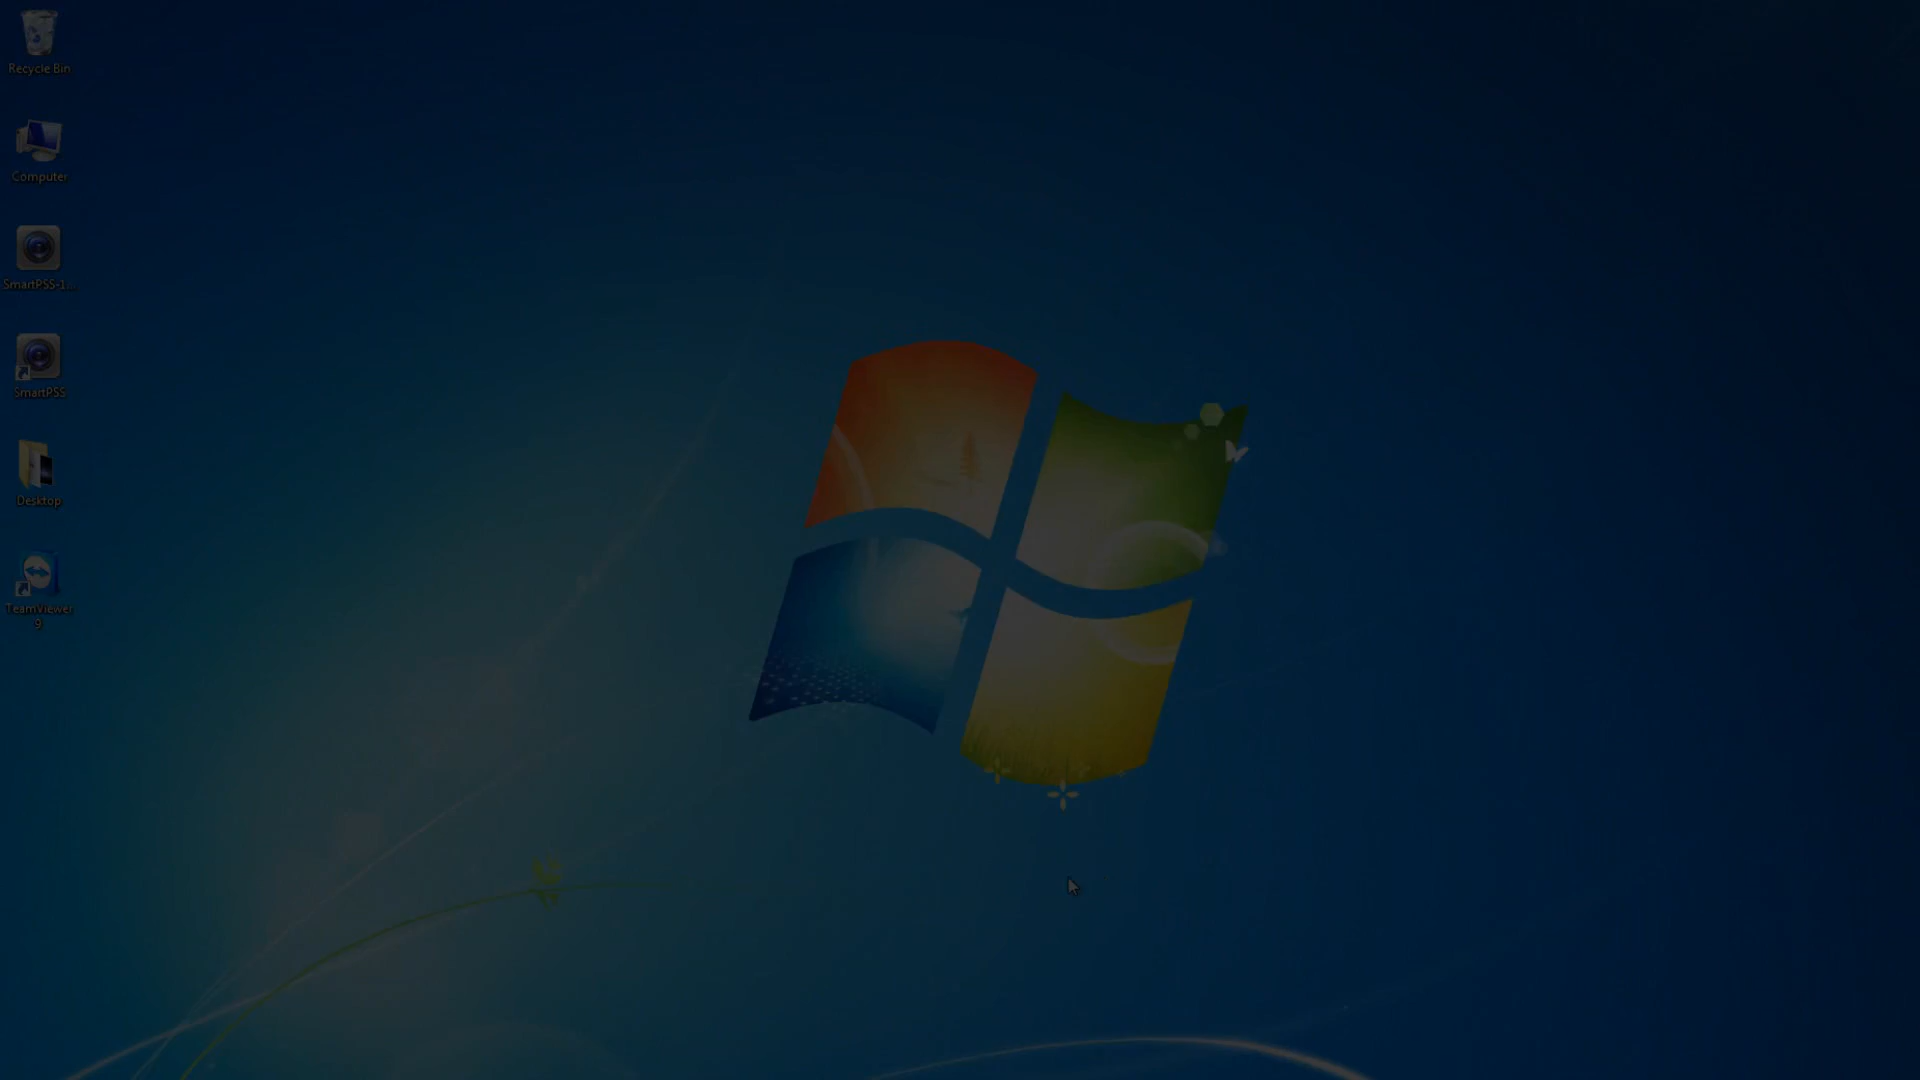 Recycle Bin
Computer
SmartPSS-1...
SmartPSS
Desktop
TeamViewer
9